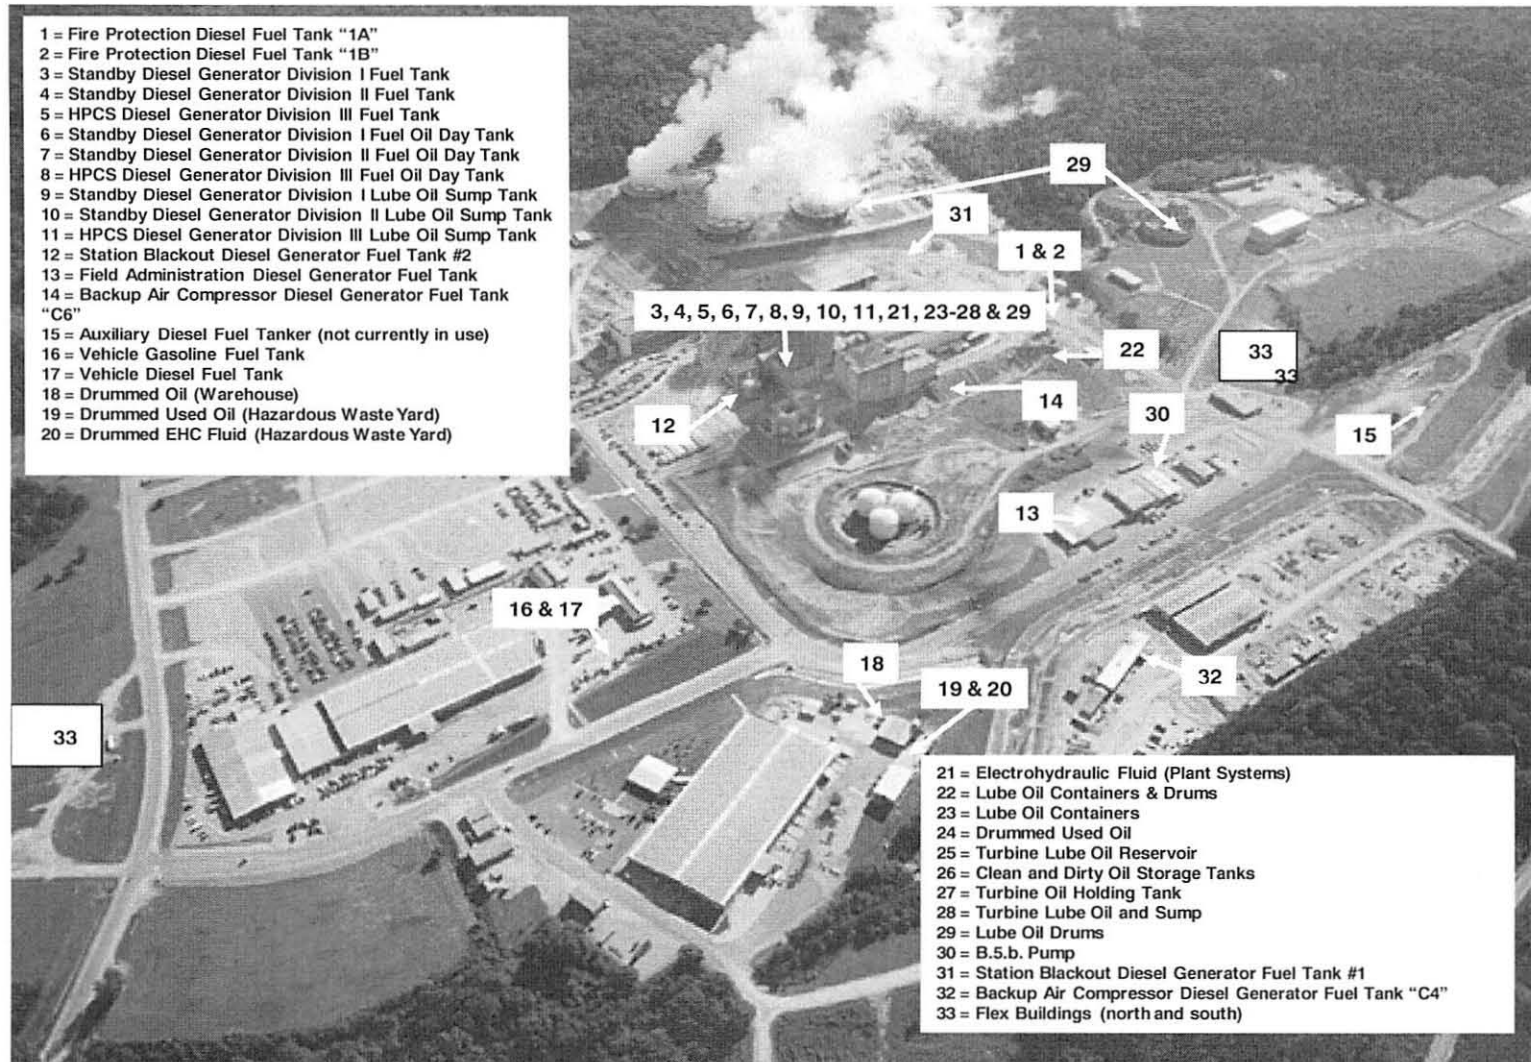 1 = Fire Protection Diesel Fuel Tank “1A”
2 = Fire Protection Diesel Fuel Tank “1B”
3 = Standby Diesel Generator Division I Fuel Tank
4 = Standby Diesel Generator Division II Fuel Tank
5 = HPCS Diesel Generator Division III Fuel Tank
6 = Standby Diesel Generator Division I Fuel Oil Day Tank
7 = Standby Diesel Generator Division II Fuel Oil Day Tank
8 = HPCS Diesel Generator Division III Fuel Oil Day Tank
9 = Standby Diesel Generator Division I Lube Oil Sump Tank
10 = Standby Diesel Generator Division II Lube Oil Sump Tank
11 = HPCS Diesel Generator Division III Lube Oil Sump Tank
12 = Station Blackout Diesel Generator Fuel Tank #2
13 = Field Administration Diesel Generator Fuel Tank
14 = Backup Air Compressor Diesel Generator Fuel Tank
“C6”
15 = Auxiliary Diesel Fuel Tanker (not currently in use)
16 = Vehicle Gasoline Fuel Tank
17 = Vehicle Diesel Fuel Tank
18 = Drummed Oil (Warehouse)
19 = Drummed Used Oil (Hazardous Waste Yard)
20 = Drummed EHC Fluid (Hazardous Waste Yard)
29
31
1 & 2
3, 4, 5, 6, 7, 8, 9, 10, 11, 21, 23-28 & 29
22
33
33
14
12
30
15
13
16 & 17
18
32
19 & 20
33
21 = Electrohydraulic Fluid (Plant Systems)
22 = Lube Oil Containers & Drums
23 = Lube Oil Containers
24 = Drummed Used Oil
25 = Turbine Lube Oil Reservoir
26 = Clean and Dirty Oil Storage Tanks
27 = Turbine Oil Holding Tank
28 = Turbine Lube Oil and Sump
29 = Lube Oil Drums
30 = B.5.b. Pump
31 = Station Blackout Diesel Generator Fuel Tank #1
32 = Backup Air Compressor Diesel Generator Fuel Tank “C4”
33 = Flex Buildings (north and south)